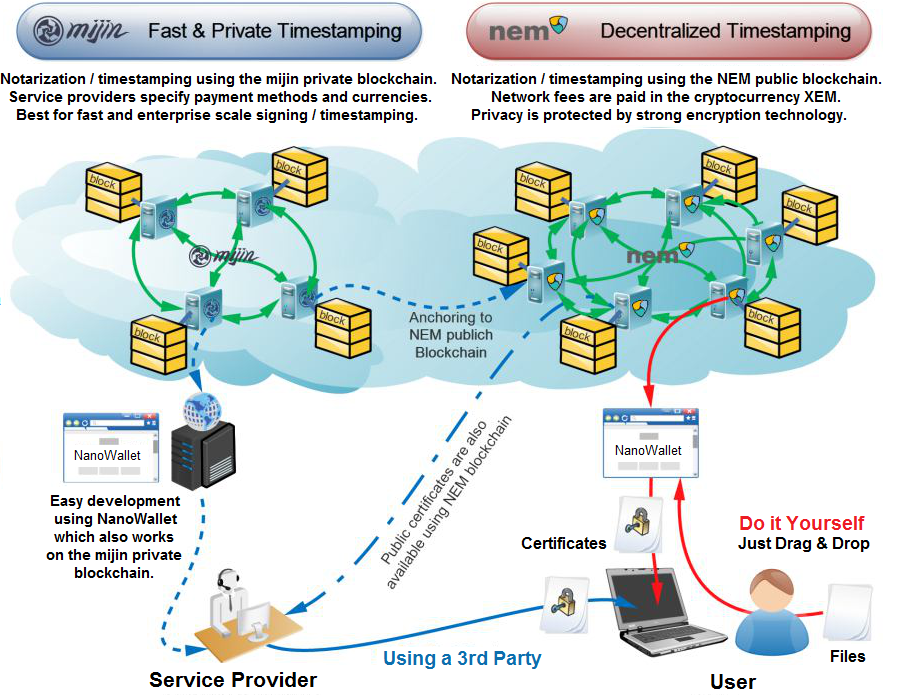 mijin Fast & Private Timestamping
nem Decentralized Timestamping
Notarization / timestamping using the mijin private blockchain.
Service providers specify payment methods and currencies.
Best for fast and enterprise scale signing / timestamping.
Notarization / timestamping using the NEM public blockchain.
Network fees are paid in the cryptocurrency XEM.
Privacy is protected by strong encryption technology.
block
block
block
block
mijin
block
block
block
block
block
block
nem
Anchoring to
NEM publich
Blockchain
NanoWallet
Easy development
using NanoWallet
which also works
on the mijin private
blockchain.
Public certificates are also
available using NEM blockchain
NanoWallet
Certificates
Do it Yourself
Just Drag & Drop
Using a 3rd Party
Service Provider
User
Files